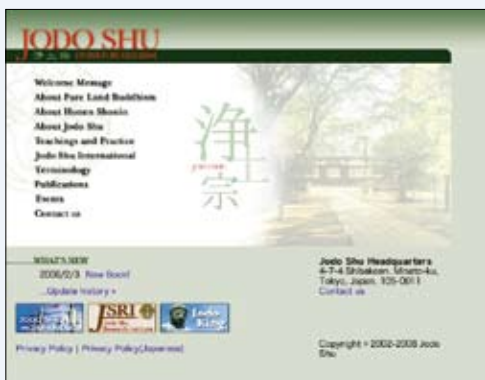 JODO SHU
Welcome Message
About Pure Land Buddhism
About Honen Shonin
About Jodo Shu
Teachings and Practice
Jodo Shu International
Terminology
Publications
Events
Contact us
浄土宗
WHAT'S NEW
2008/2/3 New Book!
...Update history »
JSRI
Privacy Policy | Privacy Policy(Japanese)
Jodo Shu Headquarters
4-7-4 Shibakoen, Minato-ku,
Tokyo, Japan, 105-0011
Contact us
Copyright • 2002-2008 Jodo
Shu